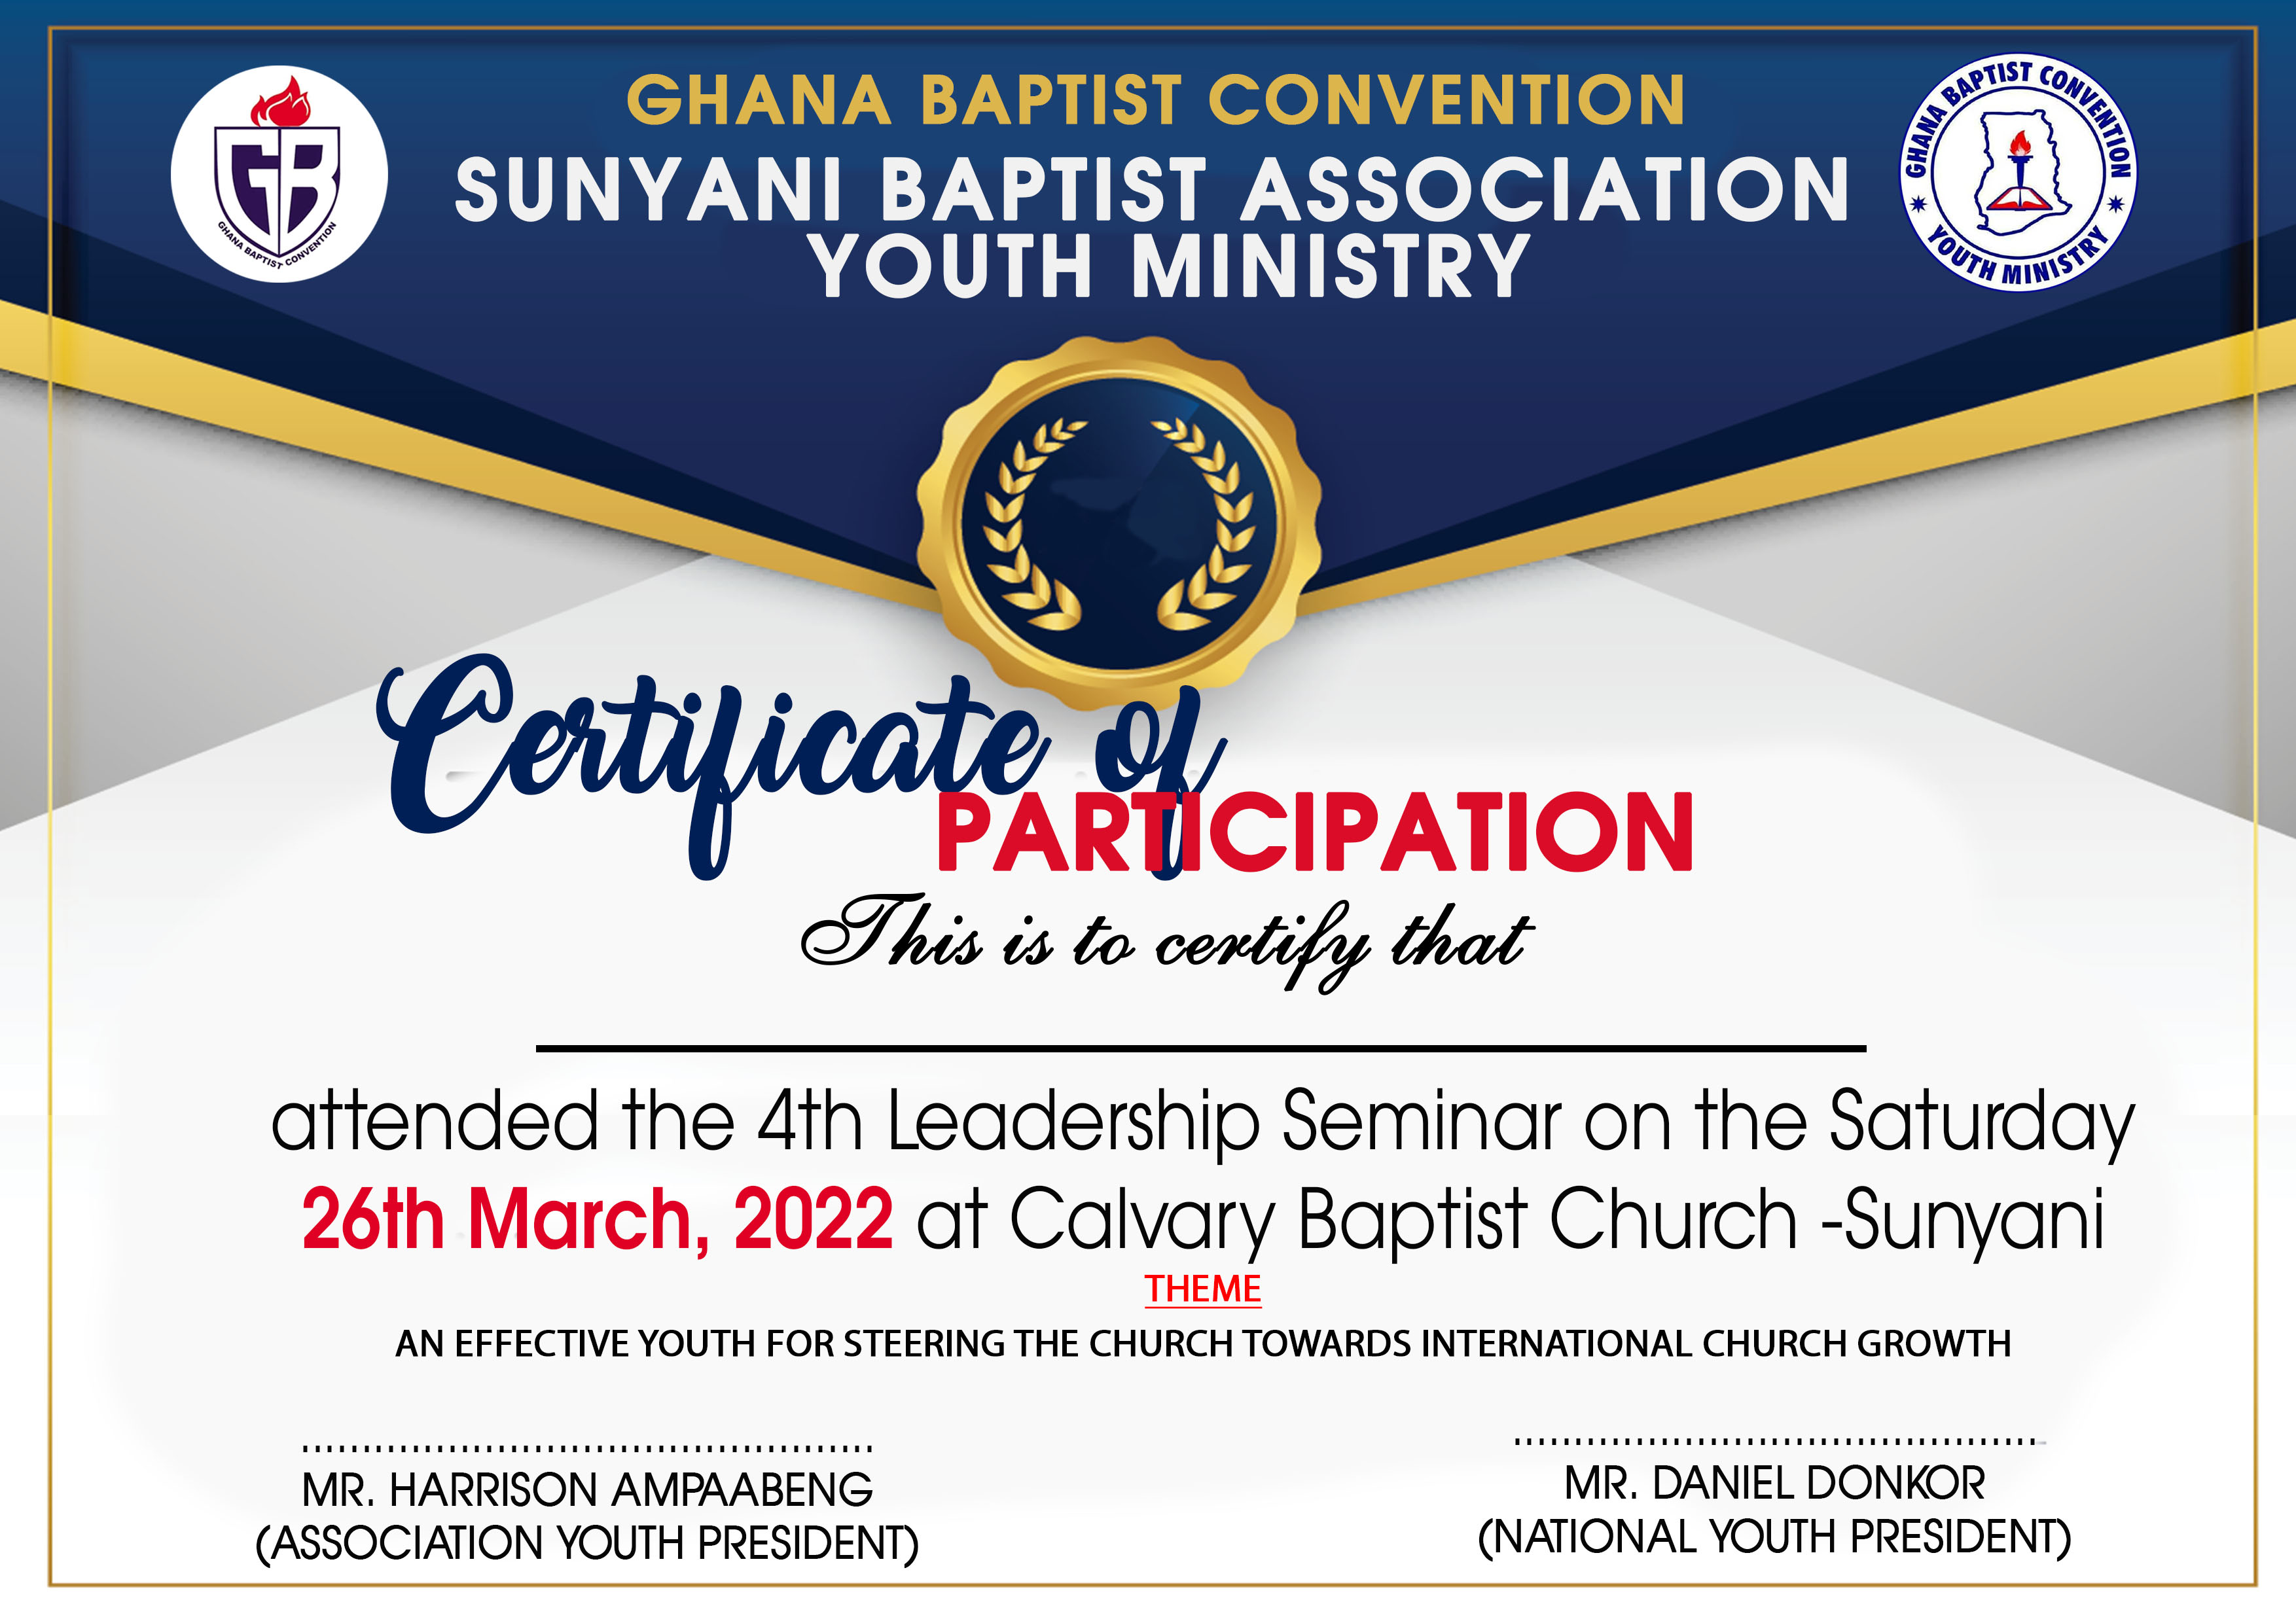 GHANA BAPTIST CONVENTION
SUNYANI BAPTIST ASSOCIATION
YOUTH MINISTRY
GB
GHANA BAPTIST CONVENTION
GHANA BAPTIST CONVENTION
YOUTH MINISTRY
Certificate of
PARTICIPATION
This is to certify that
attended the 4th Leadership Seminar on the Saturday
26th March, 2022 at Calvary Baptist Church -Sunyani
THEME
AN EFFECTIVE YOUTH FOR STEERING THE CHURCH TOWARDS INTERNATIONAL CHURCH GROWTH
MR. HARRISON AMPAABENG
(ASSOCIATION YOUTH PRESIDENT)
MR. DANIEL DONKOR
(NATIONAL YOUTH PRESIDENT)